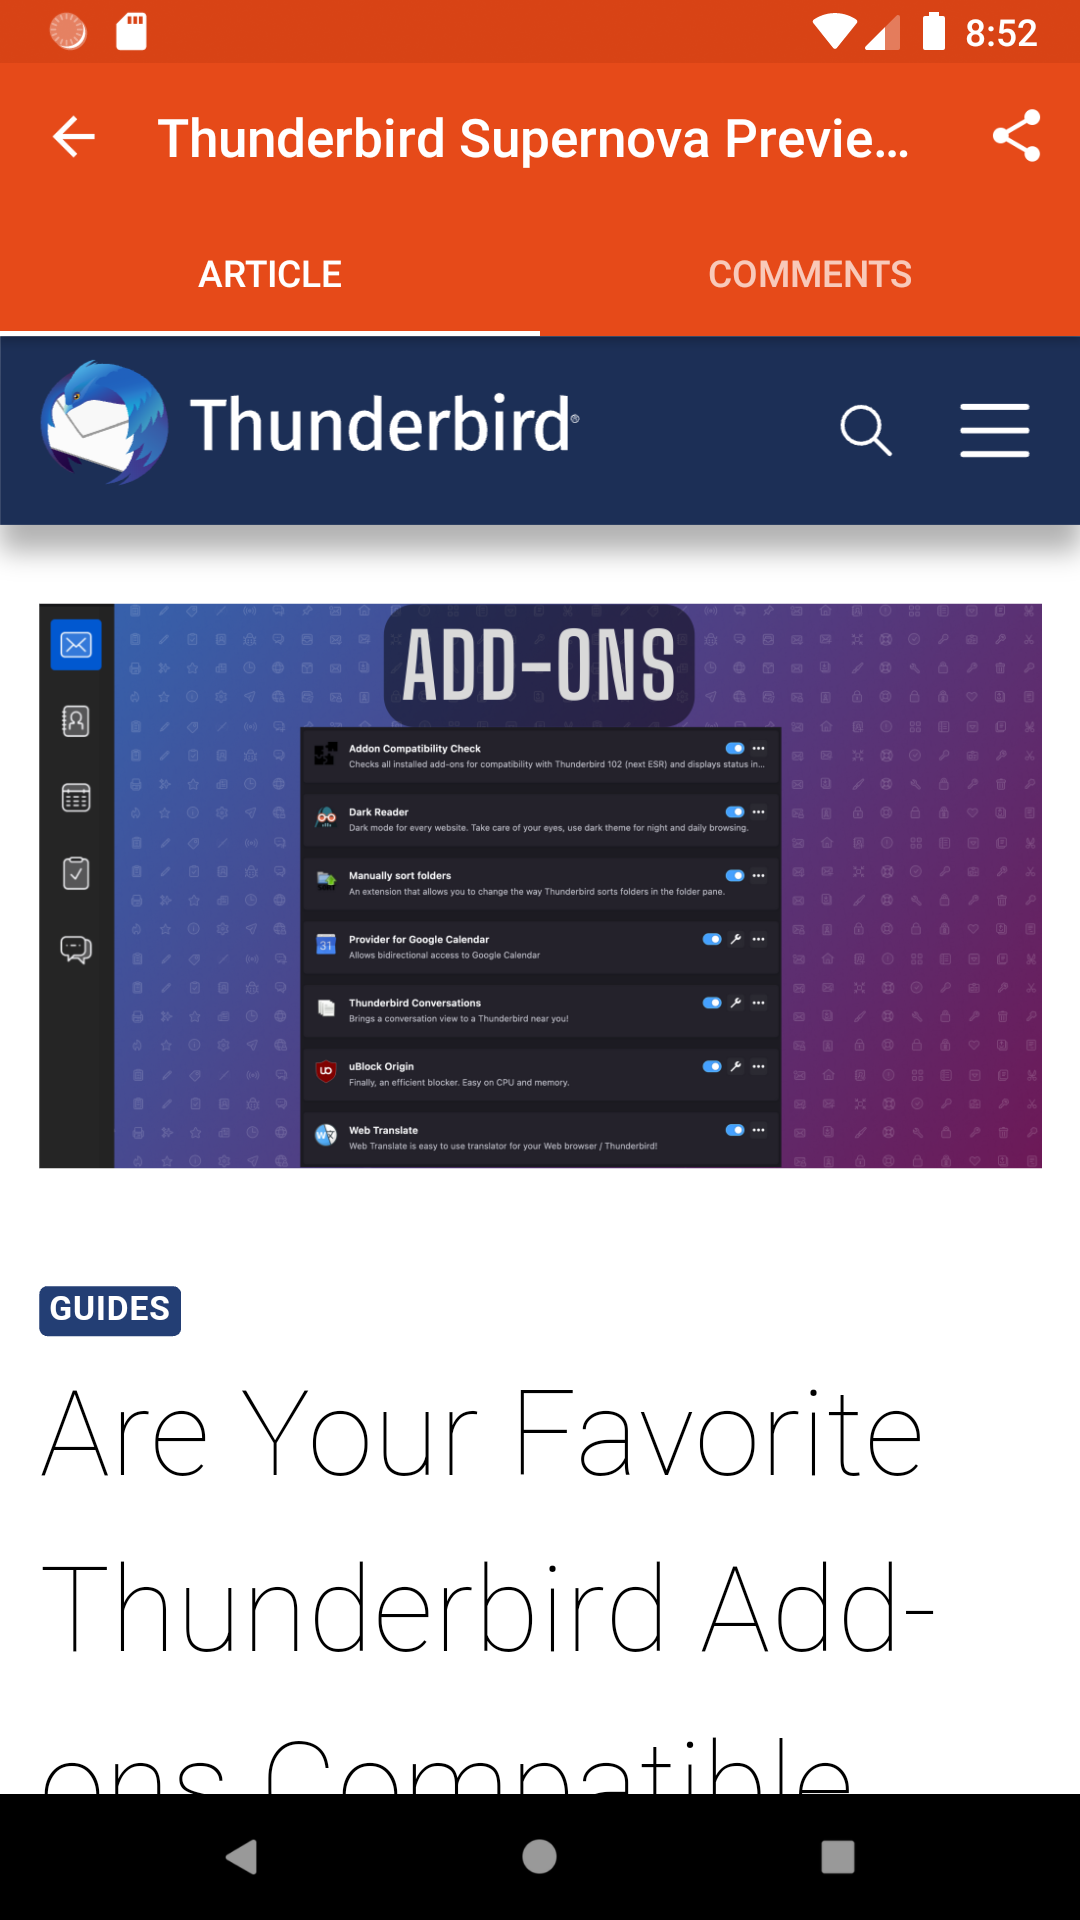 8:52
Thunderbird Supernova Previe...
ARTICLE
COMMENTS
Thunderbird
ADD-ONS
Addon Compatibility Check
Checks all installed add-ons for compatibility with Thunderbird 102 (next ESR) and displays status in...
Dark Reader
Dark mode for every website. Take care of your eyes, use dark theme for night and daily browsing.
Manually sort folders
An extension that allows you to change the way Thunderbird sorts folders in the folder pane.
31
Provider for Google Calendar
Allows bidirectional access to Google Calendar
Thunderbird Conversations
Brings a conversation view to a Thunderbird near you!
uBlock Origin
Finally, an efficient blocker. Easy on CPU and memory.
Web Translate
Web Translate is easy to use translator for your Web browser / Thunderbird!
GUIDES
Are Your Favorite
Thunderbird Add-
ons Compatible